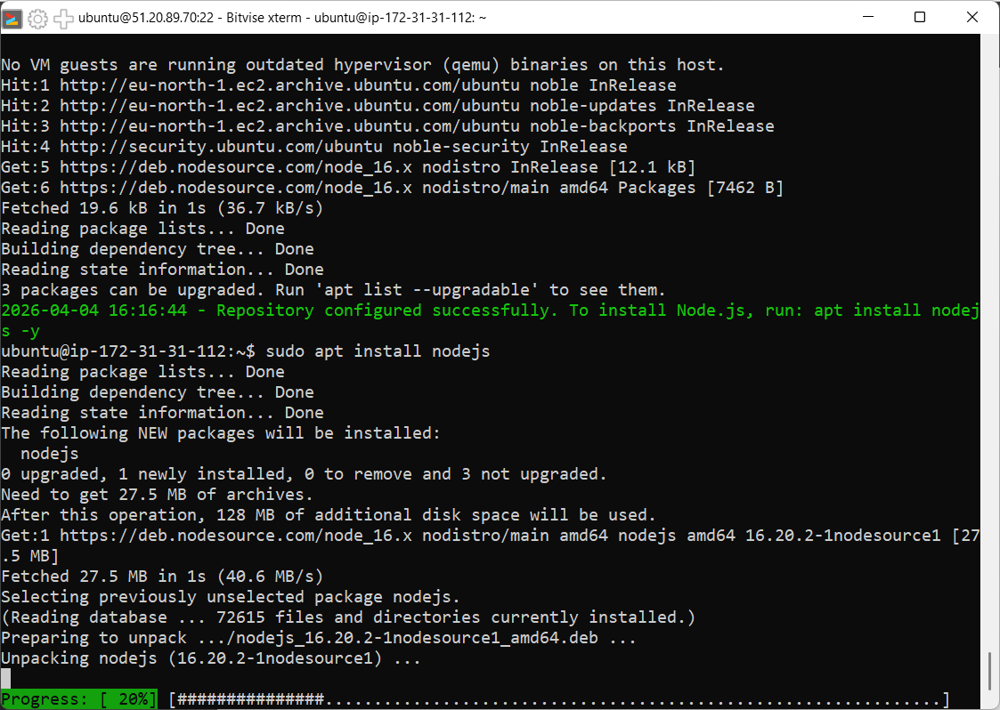 ubuntu@51.20.89.70:22 - Bitvise xterm - ubuntu@ip-172-31-31-112: ~
No VM guests are running outdated hypervisor (qemu) binaries on this host.
Hit:1 http://eu-north-1.ec2.archive.ubuntu.com/ubuntu noble InRelease
Hit:2 http://eu-north-1.ec2.archive.ubuntu.com/ubuntu noble-updates InRelease
Hit:3 http://eu-north-1.ec2.archive.ubuntu.com/ubuntu noble-backports InRelease
Hit:4 http://security.ubuntu.com/ubuntu noble-security InRelease
Get:5 https://deb.nodesource.com/node_16.x nodistro InRelease [12.1 kB]
Get:6 https://deb.nodesource.com/node_16.x nodistro/main amd64 Packages [7462 B]
Fetched 19.6 kB in 1s (36.7 kB/s)
Reading package lists... Done
Building dependency tree... Done
Reading state information... Done
3 packages can be upgraded. Run 'apt list --upgradable' to see them.
2026-04-04 16:16:44 - Repository configured successfully. To install Node.js, run: apt install nodej
s -y
ubuntu@ip-172-31-31-112:~$ sudo apt install nodejs
Reading package lists... Done
Building dependency tree... Done
Reading state information... Done
The following NEW packages will be installed:
  nodejs
0 upgraded, 1 newly installed, 0 to remove and 3 not upgraded.
Need to get 27.5 MB of archives.
After this operation, 128 MB of additional disk space will be used.
Get:1 https://deb.nodesource.com/node_16.x nodistro/main amd64 nodejs amd64 16.20.2-1nodesource1 [27
.5 MB]
Fetched 27.5 MB in 1s (40.6 MB/s)
Selecting previously unselected package nodejs.
(Reading database ... 72615 files and directories currently installed.)
Preparing to unpack .../nodejs_16.20.2-1nodesource1_amd64.deb ...
Unpacking nodejs (16.20.2-1nodesource1) ...
Progress: [ 20%] [###############...............................................................]